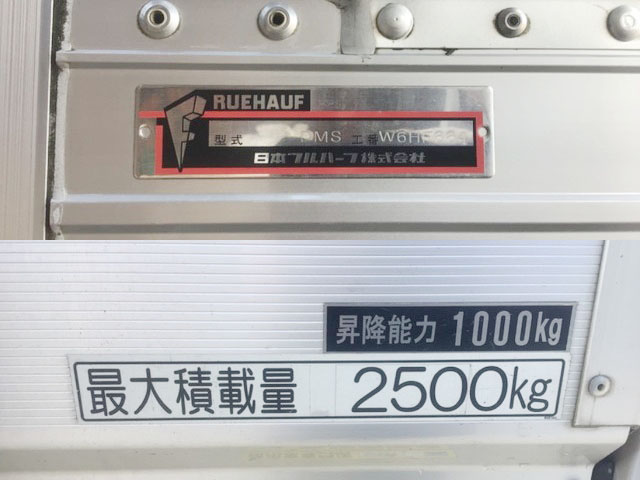 RUEHAUF
型式 DMS 工番
日本フルハーフ株式会社
昇降能力 1000kg
最大積載量 2500kg